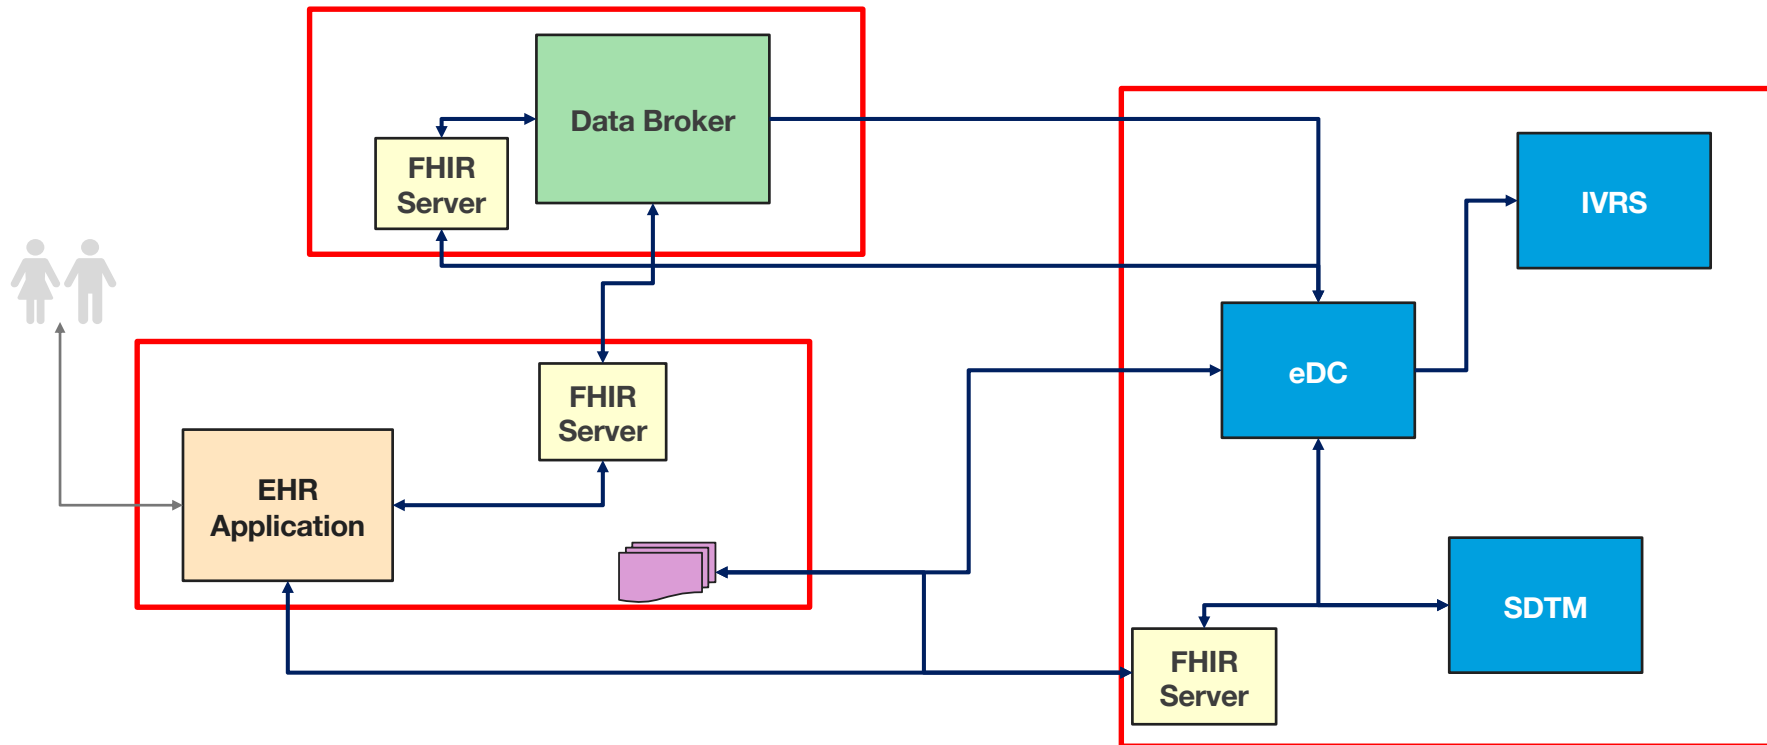 Data Broker
FHIR
Server
IVRS
eDC
FHIR
Server
EHR
Application
SDTM
FHIR
Server